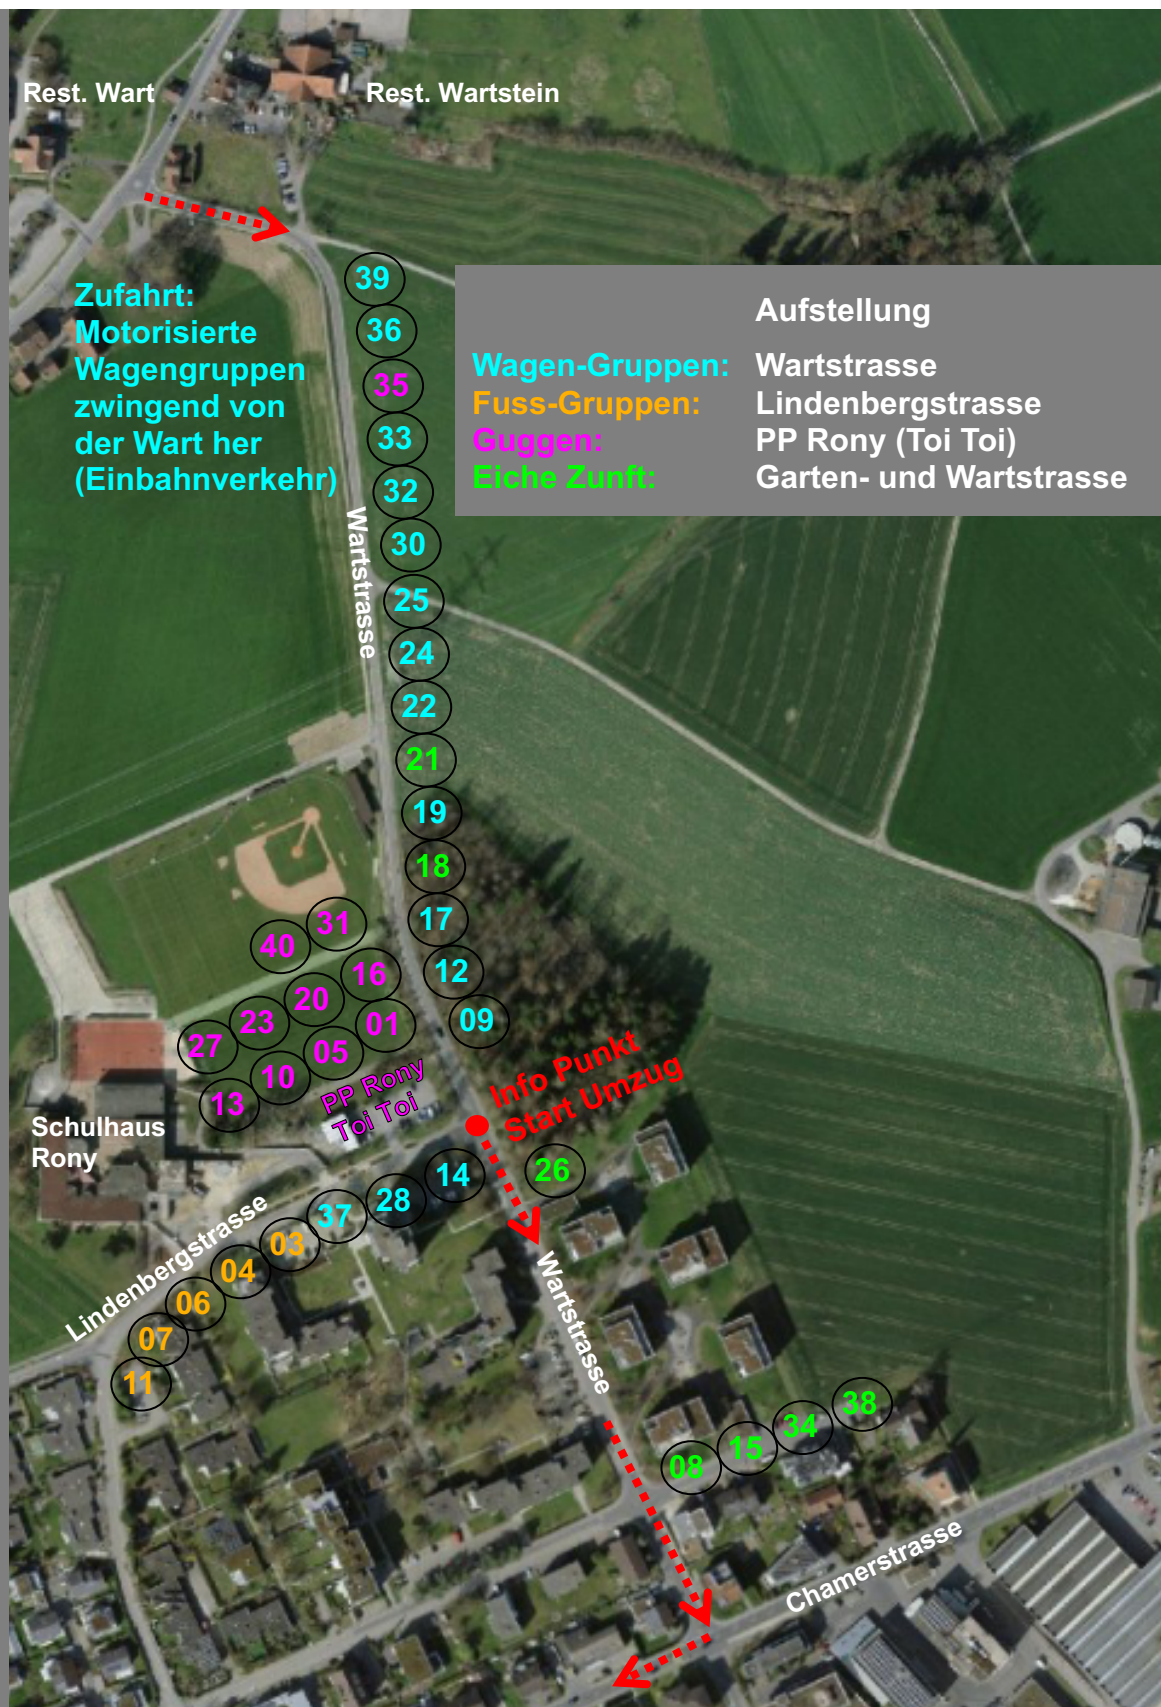 Rest. Wart
Rest. Wartstein
Zufahrt:
Motorisierte
Wagengruppen
zwingend von
der Wart her
(Einbahnverkehr)
Aufstellung
Wagen-Gruppen: Wartstrasse
Fuss-Gruppen: Lindenbergstrasse
Guggen: PP Rony (Toi Toi)
Eiche Zunft: Garten- und Wartstrasse
39
36
35
33
32
30
25
24
22
21
19
18
17
12
09
Wartstrasse
31
40
16
20
23
27
01
05
10
13
PP Rony
Toi Toi
Info Punkt
Start Umzug
Schulhaus
Rony
14
28
37
03
04
06
07
11
26
Lindenbergstrasse
Wartstrasse
38
34
15
08
Chamerstrasse